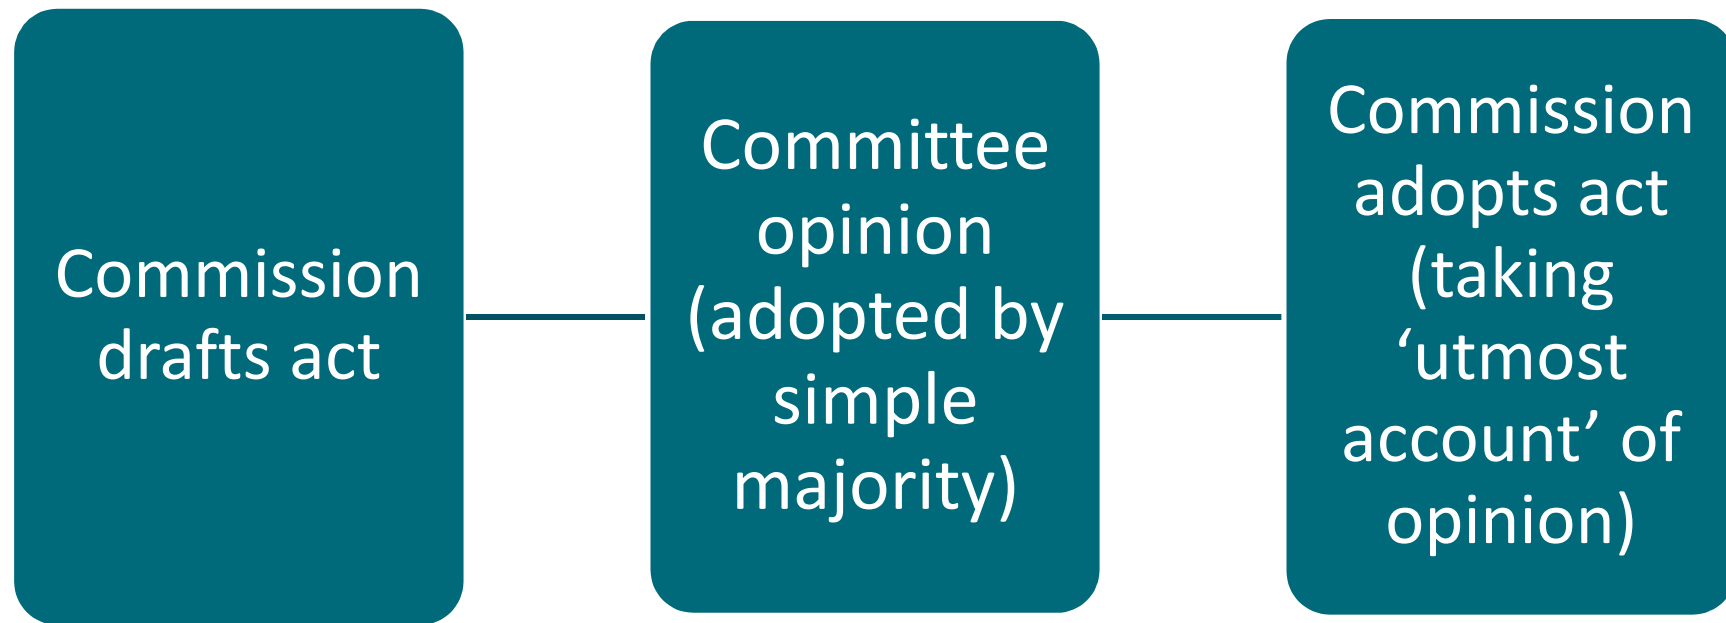 Commission
drafts act
Committee
opinion
(adopted by
simple
majority)
Commission
adopts act
(taking
‘utmost
account’ of
opinion)